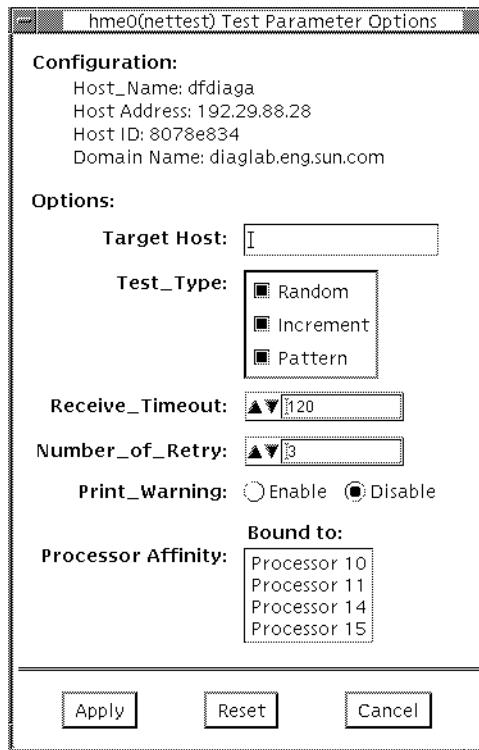 hme0(nettest) Test Parameter Options
Configuration:
Host_Name: dfdiaga
Host Address: 192.29.88.28
Host ID: 8078e834
Domain Name: diaglab.eng.sun.com
Options:
Target Host:
Test_Type:
Random
Increment
Pattern
Receive_Timeout: 120
Number_of_Retry: 3
Print_Warning: Enable Disable
Bound to:
Processor Affinity:
Processor 10
Processor 11
Processor 14
Processor 15
Apply Reset Cancel